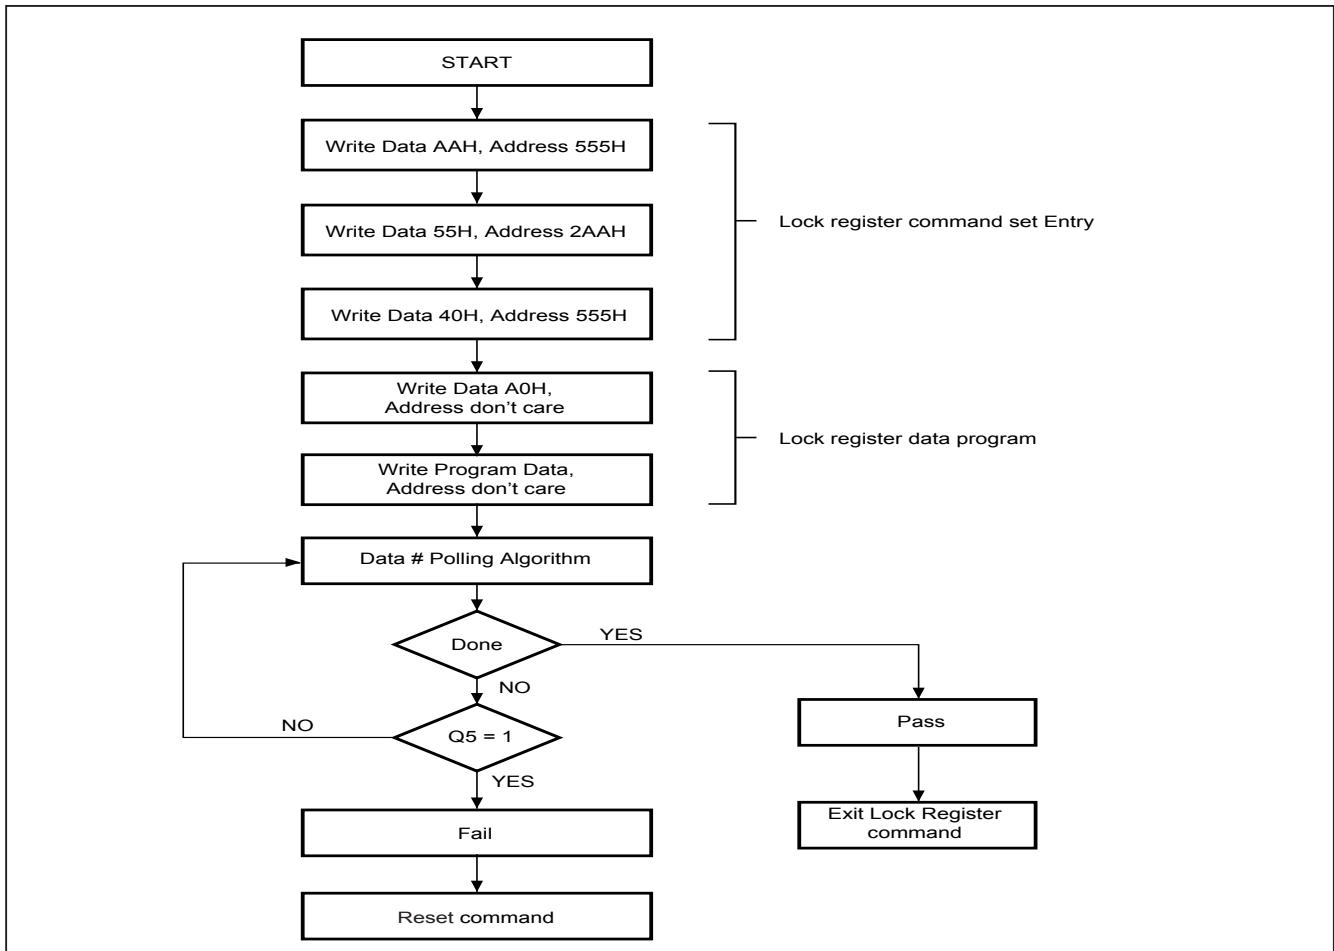 START
Write Data AAH, Address 555H
Write Data 55H, Address 2AAH
Lock register command set Entry
Write Data 40H, Address 555H
Write Data A0H,
Address don't care
Lock register data program
Write Program Data,
Address don't care
Data # Polling Algorithm
Done
YES
NO
Q5 = 1
NO
YES
Pass
Fail
Exit Lock Register
command
Reset command